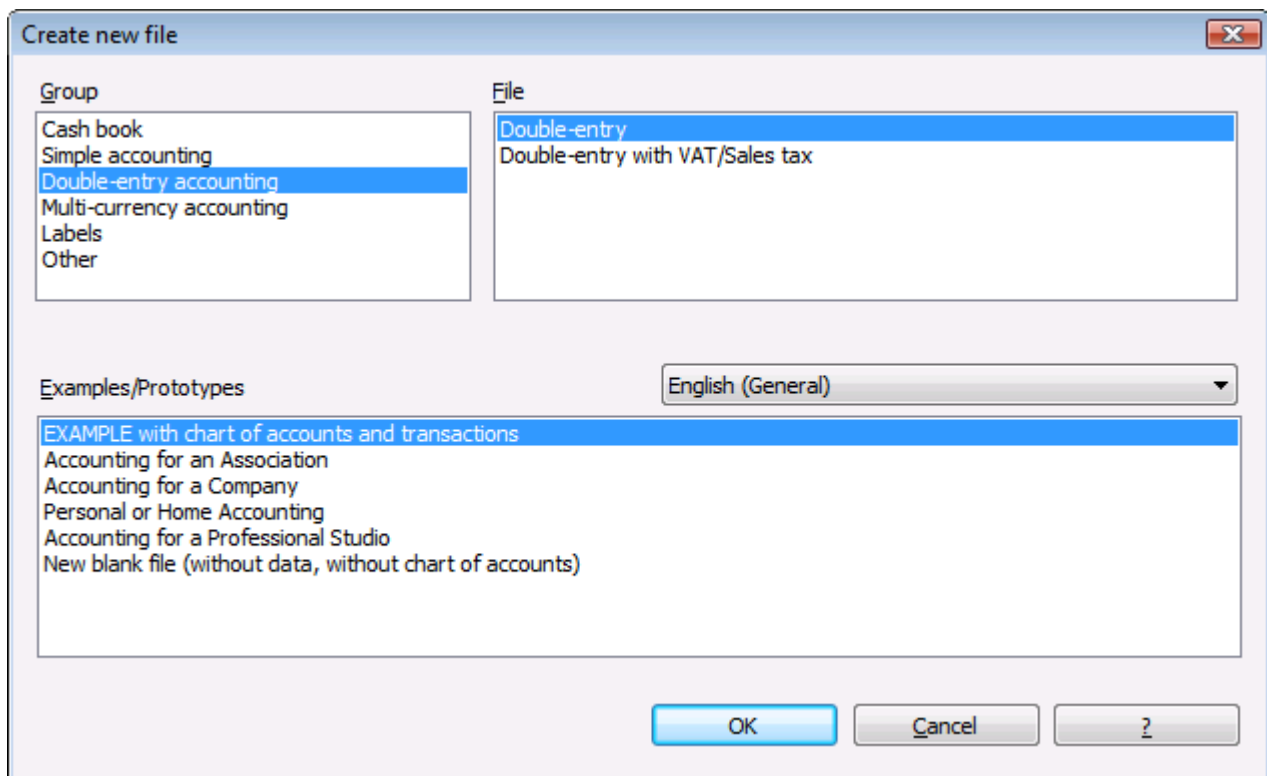 Create new file
Group
File
Cash book
Simple accounting
Double-entry accounting
Multi-currency accounting
Labels
Other
Double-entry
Double-entry with VAT/Sales tax
Examples/Prototypes
English (General)
EXAMPLE with chart of accounts and transactions
Accounting for an Association
Accounting for a Company
Personal or Home Accounting
Accounting for a Professional Studio
New blank file (without data, without chart of accounts)
OK
Cancel
?